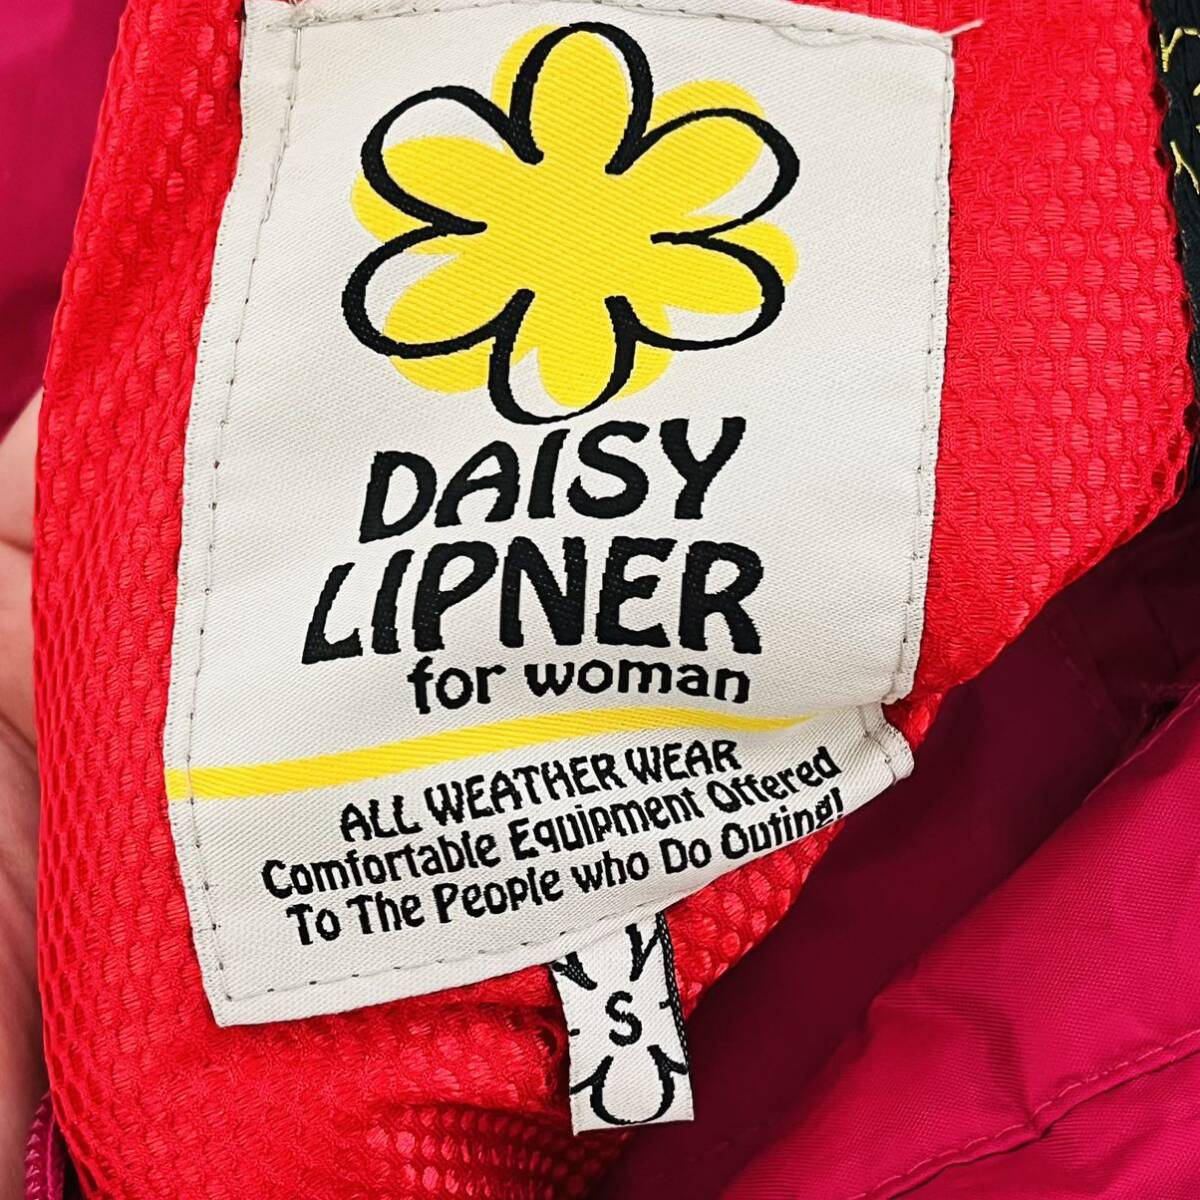 DAISY
LIPNER
for woman
ALL WEATHER WEAR
Comfortable Equipment Offered
To The People who Do Outing!
S